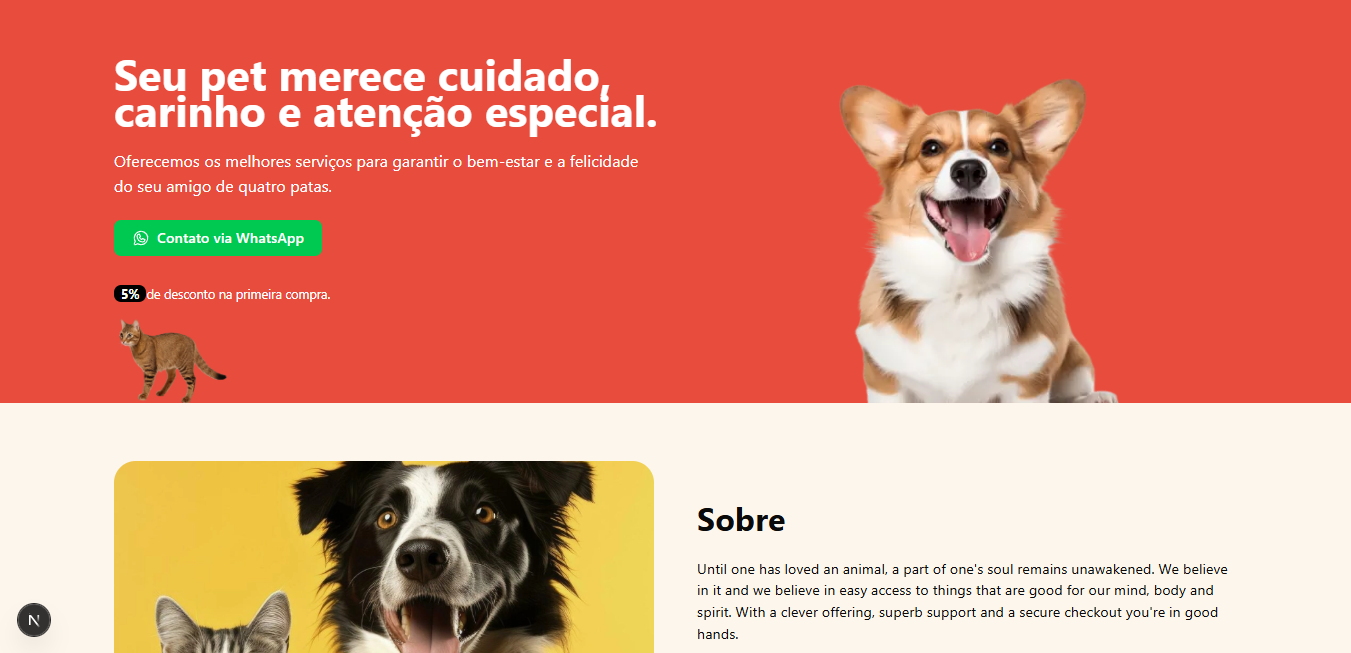 Seu pet merece cuidado,
carinho e atenção especial.
Oferecemos os melhores serviços para garantir o bem-estar e a felicidade
do seu amigo de quatro patas.
Contato via WhatsApp
5% de desconto na primeira compra.
Sobre
Until one has loved an animal, a part of one's soul remains unawakened. We believe
in it and we believe in easy access to things that are good for our mind, body and
spirit. With a clever offering, superb support and a secure checkout you're in good
hands.
N